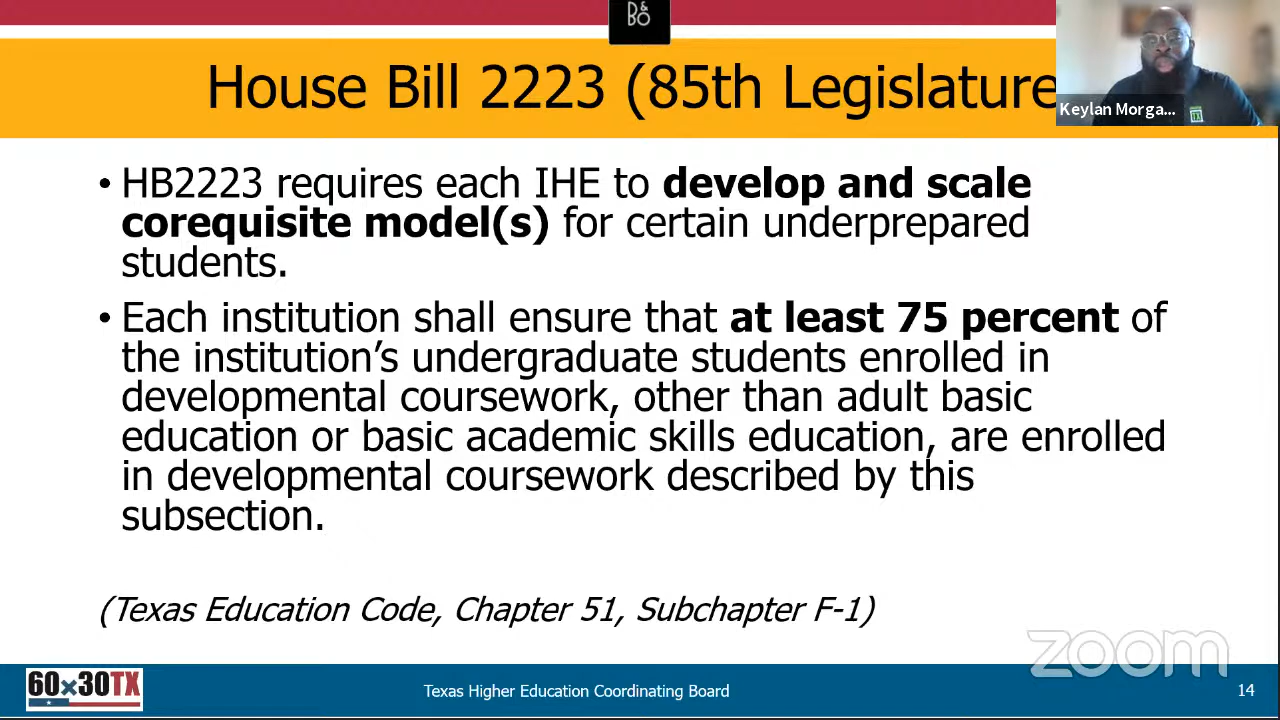 B&O
House Bill 2223 (85th Legislature
Keylan Morga...
• HB2223 requires each IHE to develop and scale
corequisite model(s) for certain underprepared
students.
• Each institution shall ensure that at least 75 percent of
the institution’s undergraduate students enrolled in
developmental coursework, other than adult basic
education or basic academic skills education, are enrolled
in developmental coursework described by this
subsection.
(Texas Education Code, Chapter 51, Subchapter F-1)
zoom
60x30TX
Texas Higher Education Coordinating Board
14